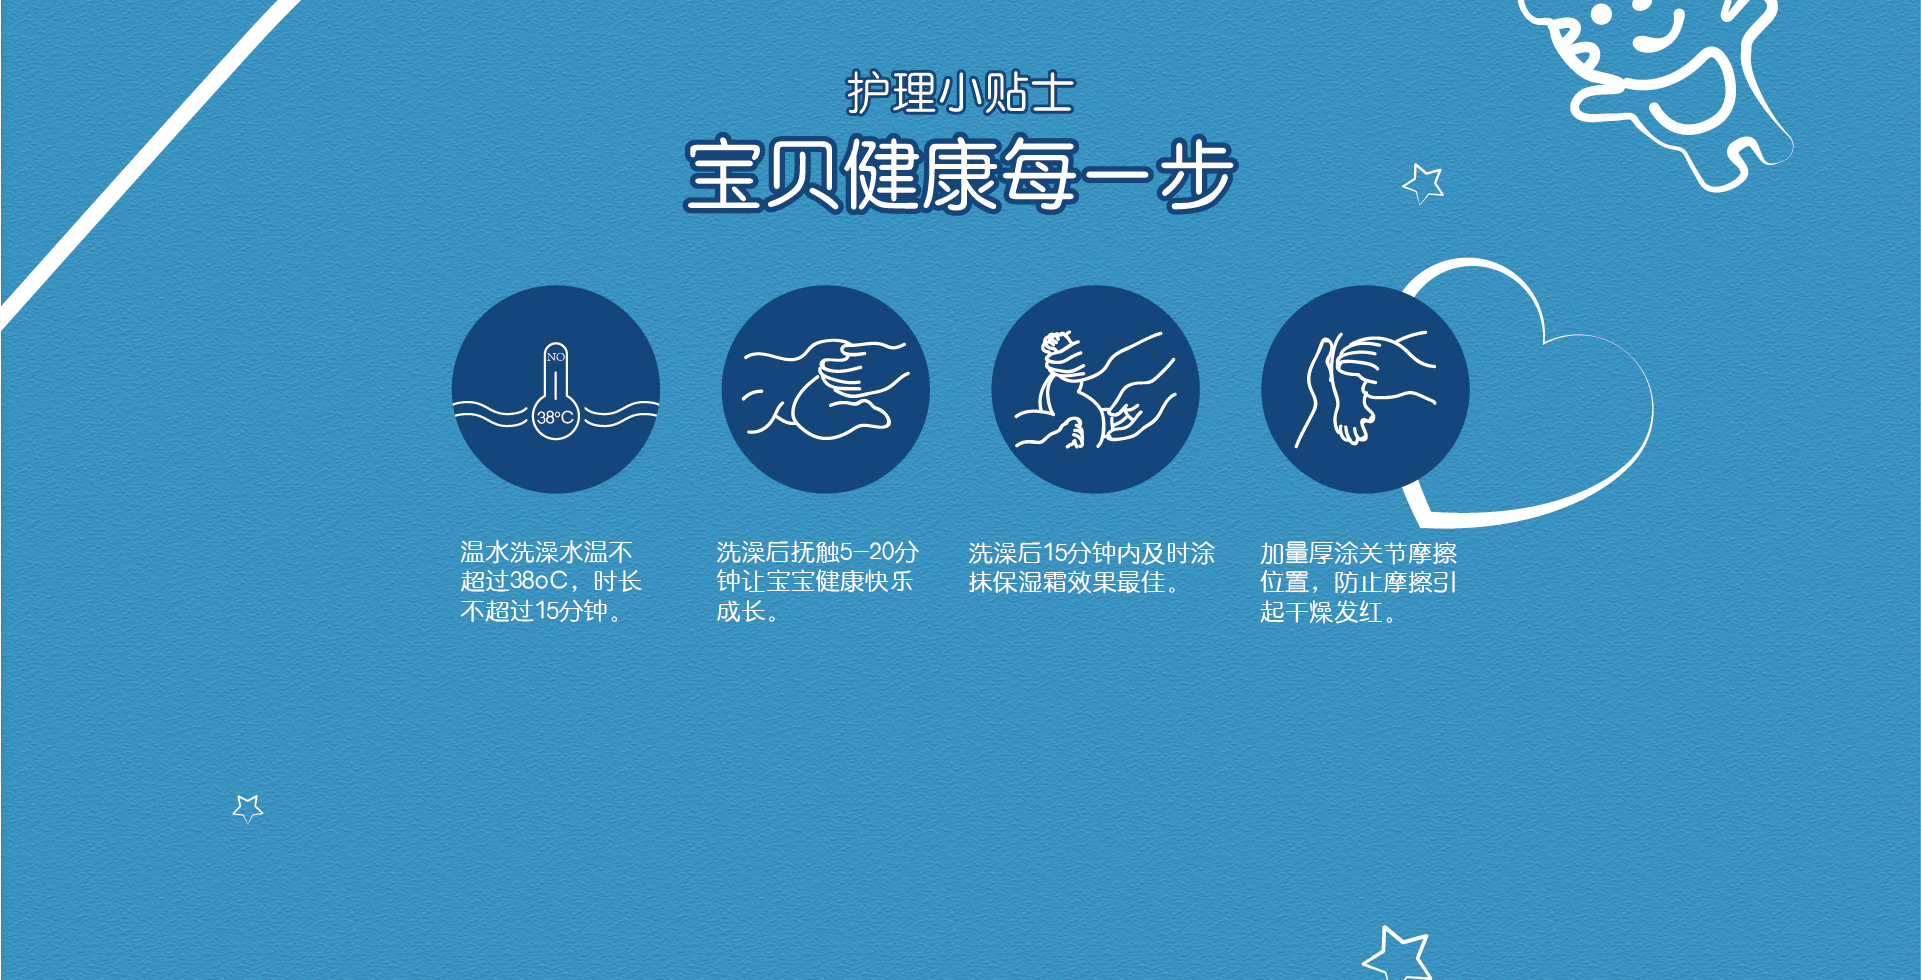 护理小贴士
宝贝健康每一步
NO
38°C
温水洗澡水温不
超过38oC，时长
不超过15分钟。
洗澡后抚触5-20分
钟让宝宝健康快乐
成长。
洗澡后15分钟内及时涂
抹保湿霜效果最佳。
加量厚涂关节摩擦
位置，防止摩擦引
起干燥发红。